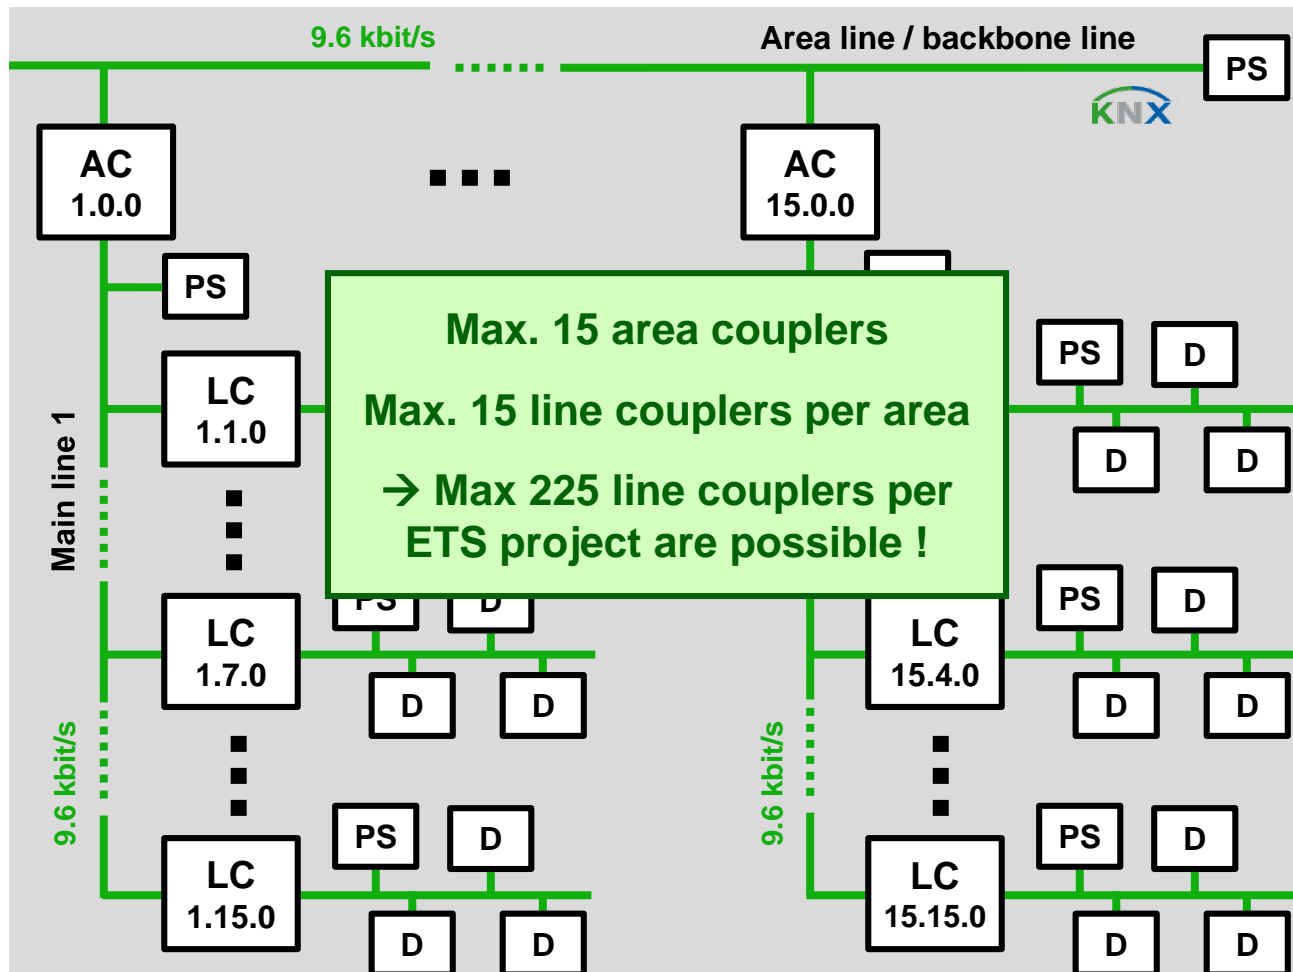 9.6 kbit/s
Area line / backbone line
PS
KNX
AC
1.0.0
AC
15.0.0
PS
Max. 15 area couplers
Max. 15 line couplers per area
→ Max 225 line couplers per
ETS project are possible !
PS
D
LC
1.1.0
D
D
Main line 1
PS
D
LC
1.7.0
D
D
LC
15.4.0
PS
D
D
D
9.6 kbit/s
PS
D
LC
1.15.0
D
D
9.6 kbit/s
LC
15.15.0
PS
D
D
D